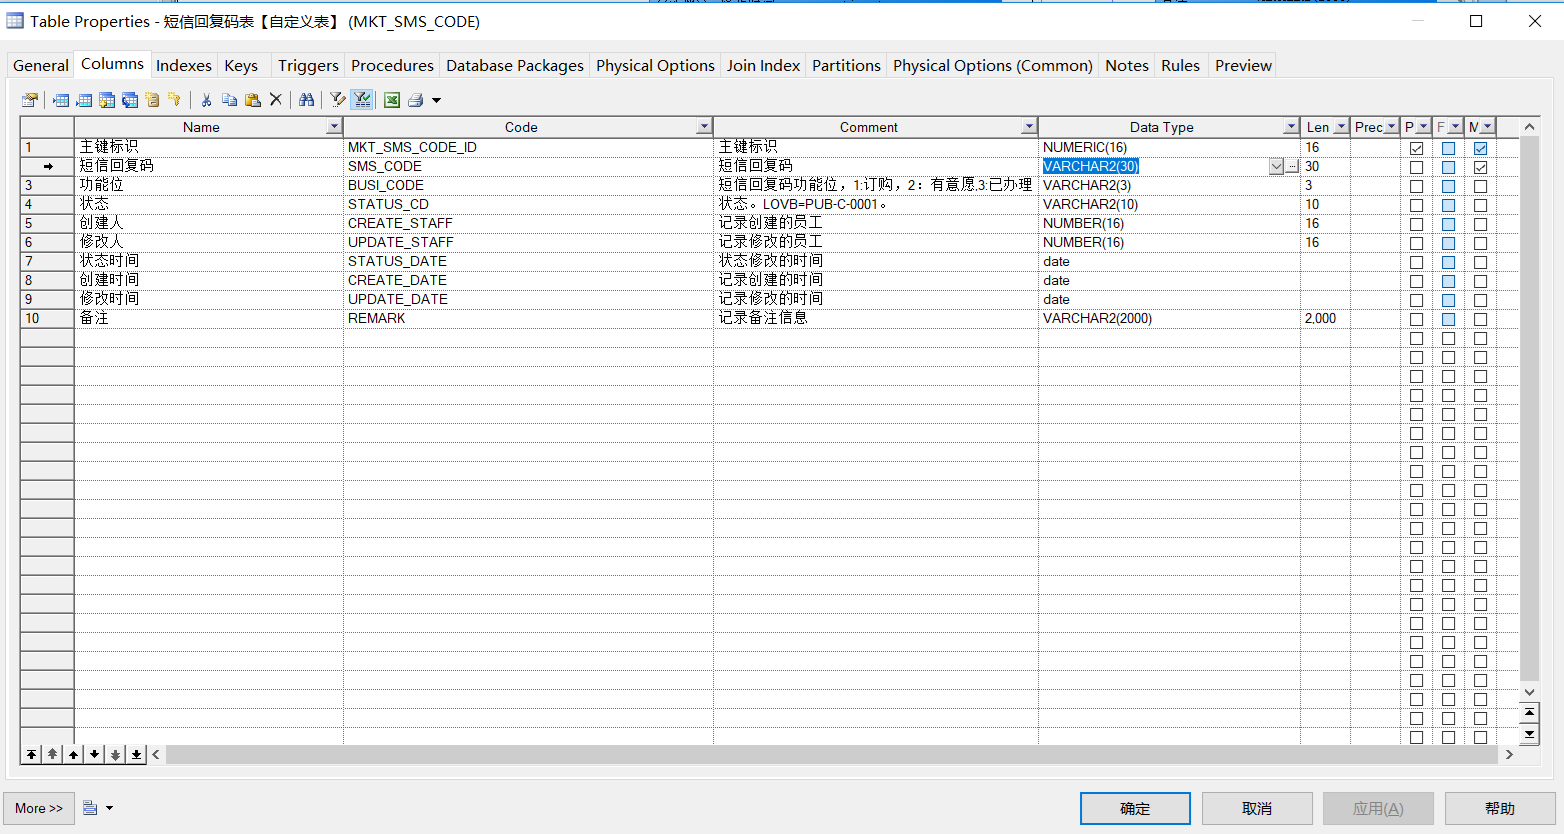 Table Properties - 短信回复码表【自定义表】 (MKT_SMS_CODE)
General Columns Indexes Keys Triggers Procedures Database Packages Physical Options Join Index Partitions Physical Options (Common) Notes Rules Preview
Name Code Comment Data Type Len Prec P F M
1 主键标识 MKT_SMS_CODE_ID 主键标识 NUMERIC(16) 16
短信回复码 SMS_CODE 短信回复码 VARCHAR2(30) 30
3 功能位 BUSI_CODE 短信回复码功能位，1:订购，2：有意愿,3:已办理 VARCHAR2(3) 3
4 状态 STATUS_CD 状态。LOVB=PUB-C-0001。 VARCHAR2(10) 10
5 创建人 CREATE_STAFF 记录创建的员工 NUMBER(16) 16
6 修改人 UPDATE_STAFF 记录修改的员工 NUMBER(16) 16
7 状态时间 STATUS_DATE 状态修改的时间 date
8 创建时间 CREATE_DATE 记录创建的时间 date
9 修改时间 UPDATE_DATE 记录修改的时间 date
10 备注 REMARK 记录备注信息 VARCHAR2(2000) 2,000
More >> 确定 取消 应用(A) 帮助